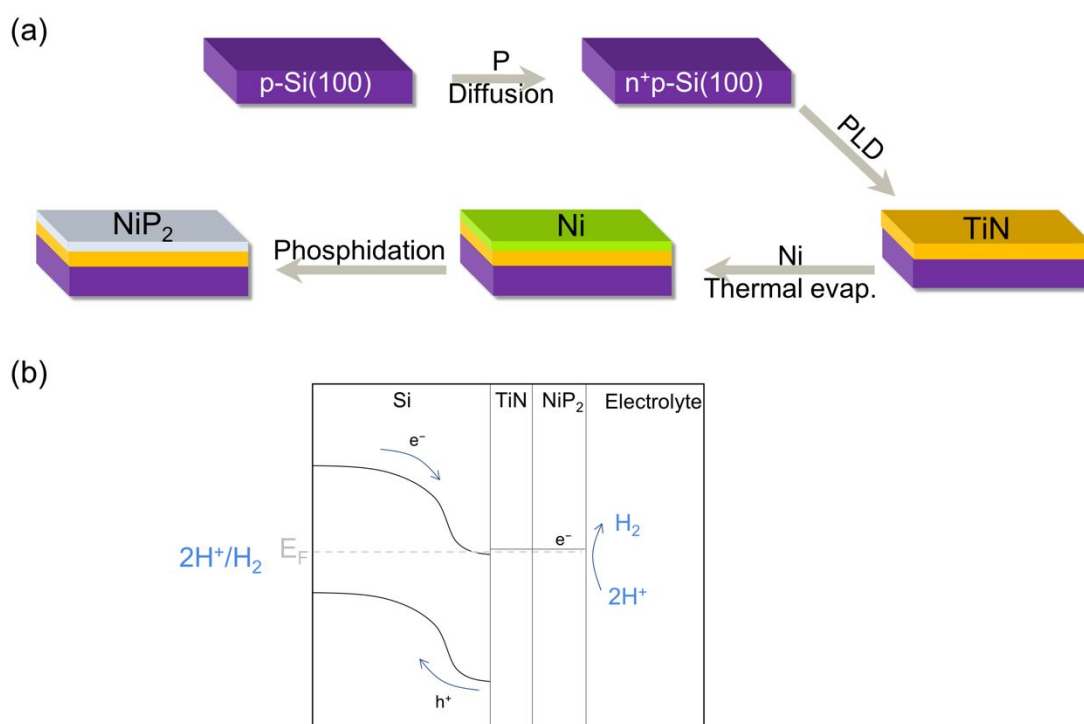 (a)
p-Si(100)
P
Diffusion
n⁺p-Si(100)
PLD
NiP₂
Phosphidation
Ni
Ni
Thermal evap.
TiN
(b)
Si
TiN
NiP₂
Electrolyte
e⁻
2H⁺/H₂
E_F
e⁻
H₂
2H⁺
h⁺